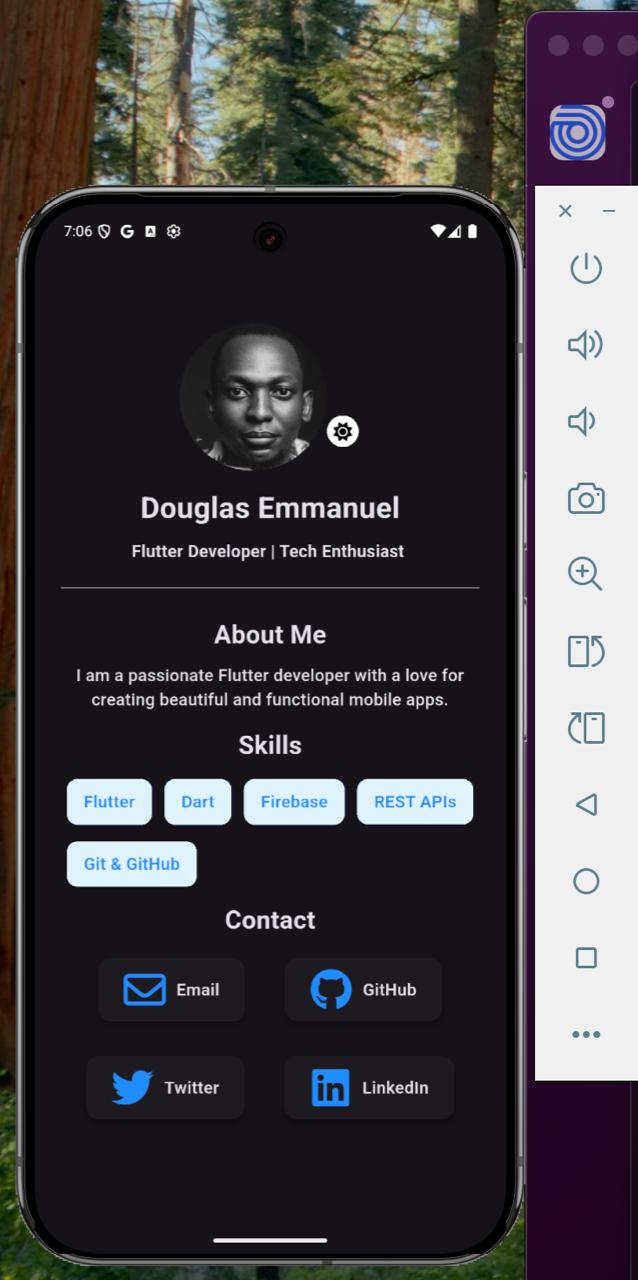 7:06
Douglas Emmanuel
Flutter Developer | Tech Enthusiast
About Me
I am a passionate Flutter developer with a love for
creating beautiful and functional mobile apps.
Skills
Flutter Dart Firebase REST APIs
Git & GitHub
Contact
Email GitHub
Twitter LinkedIn